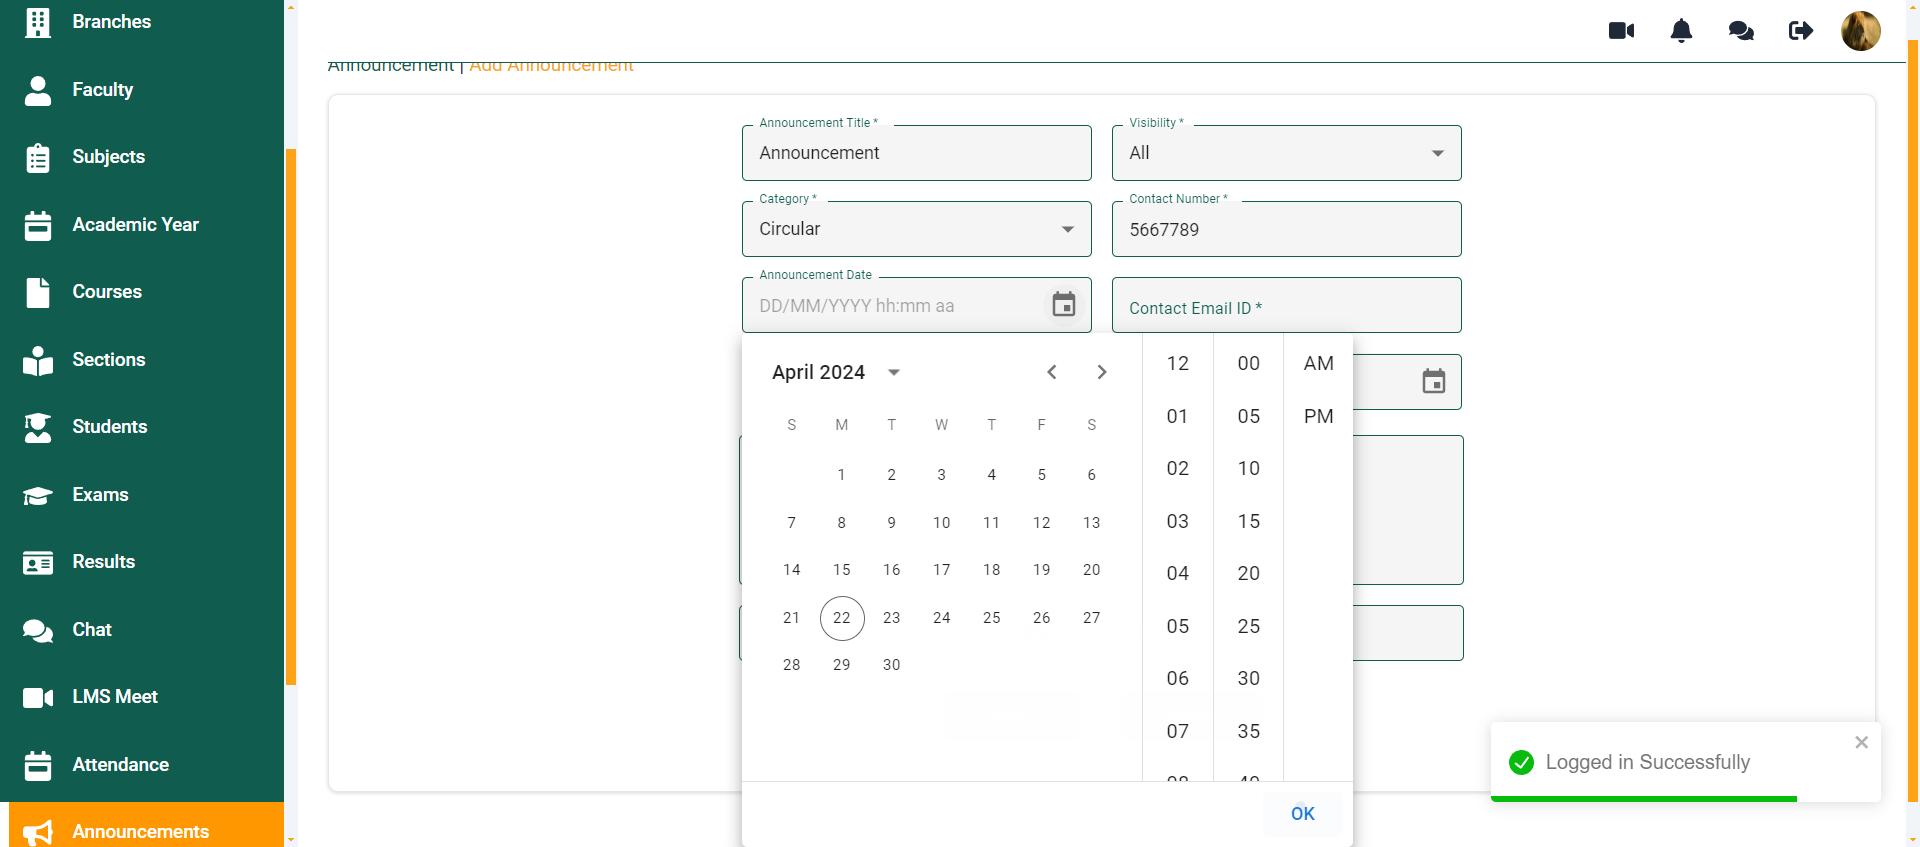 Branches
Faculty
Subjects
Academic Year
Courses
Sections
Students
Exams
Results
Chat
LMS Meet
Attendance
Announcements
Announcement | Add Announcement
Announcement Title *
Announcement
Visibility *
All
Category *
Circular
Contact Number *
5667789
Announcement Date
DD/MM/YYYY hh:mm aa
Contact Email ID *
April 2024
S M T W T F S
1 2 3 4 5 6
7 8 9 10 11 12 13
14 15 16 17 18 19 20
21 22 23 24 25 26 27
28 29 30
12 00 AM
01 05 PM
02 10
03 15
04 20
05 25
06 30
07 35
08 40
OK
Logged in Successfully